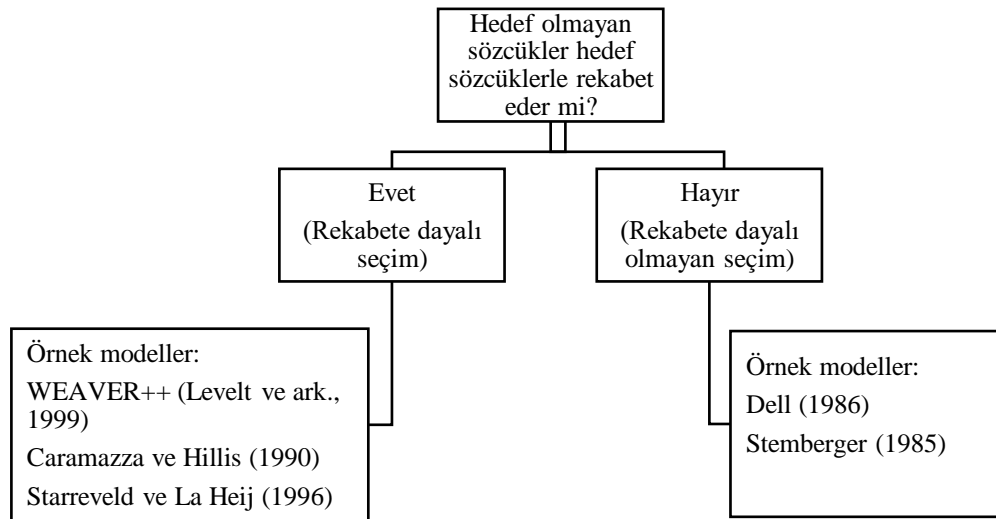 Hedef olmayan
sözcükler hedef
sözcüklerle rekabet
eder mi?
Evet
(Rekabete dayalı
seçim)
Hayır
(Rekabete dayalı
olmayan seçim)
Örnek modeller:
WEAVER++ (Levelt ve ark.,
1999)
Caramazza ve Hillis (1990)
Starreveld ve La Heij (1996)
Örnek modeller:
Dell (1986)
Stemberger (1985)